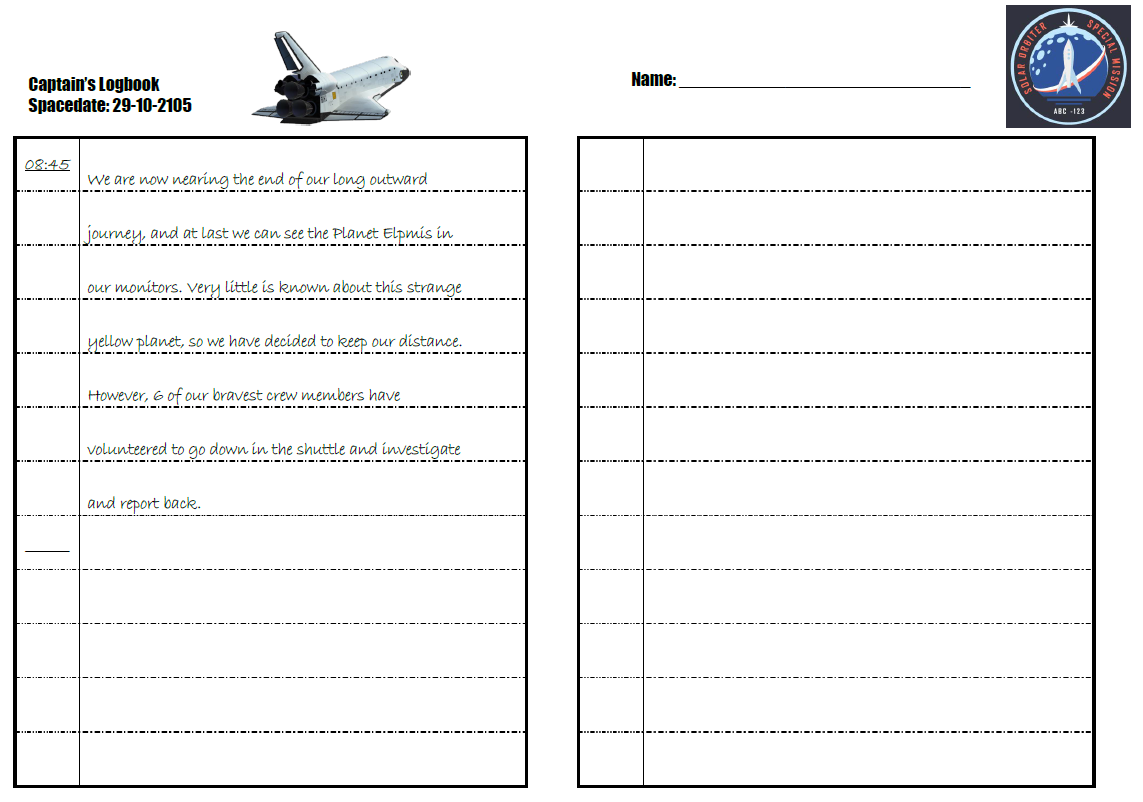 Captain's Logbook
Spacedate: 29-10-2105
Name:
SOLAR ORBITER SPECIAL MISSION
ABC -123
08:45
We are now nearing the end of our long outward
journey, and at last we can see the Planet Elpmis in
our monitors. Very little is known about this strange
yellow planet, so we have decided to keep our distance.
However, 6 of our bravest crew members have
volunteered to go down in the shuttle and investigate
and report back.